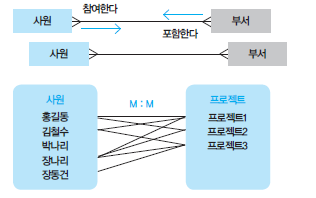 참여한다
사원
부서
포함한다
사원
부서
사원
M : M
프로젝트
홍길동
프로젝트1
김철수
프로젝트2
박나리
프로젝트3
장나리
장동건